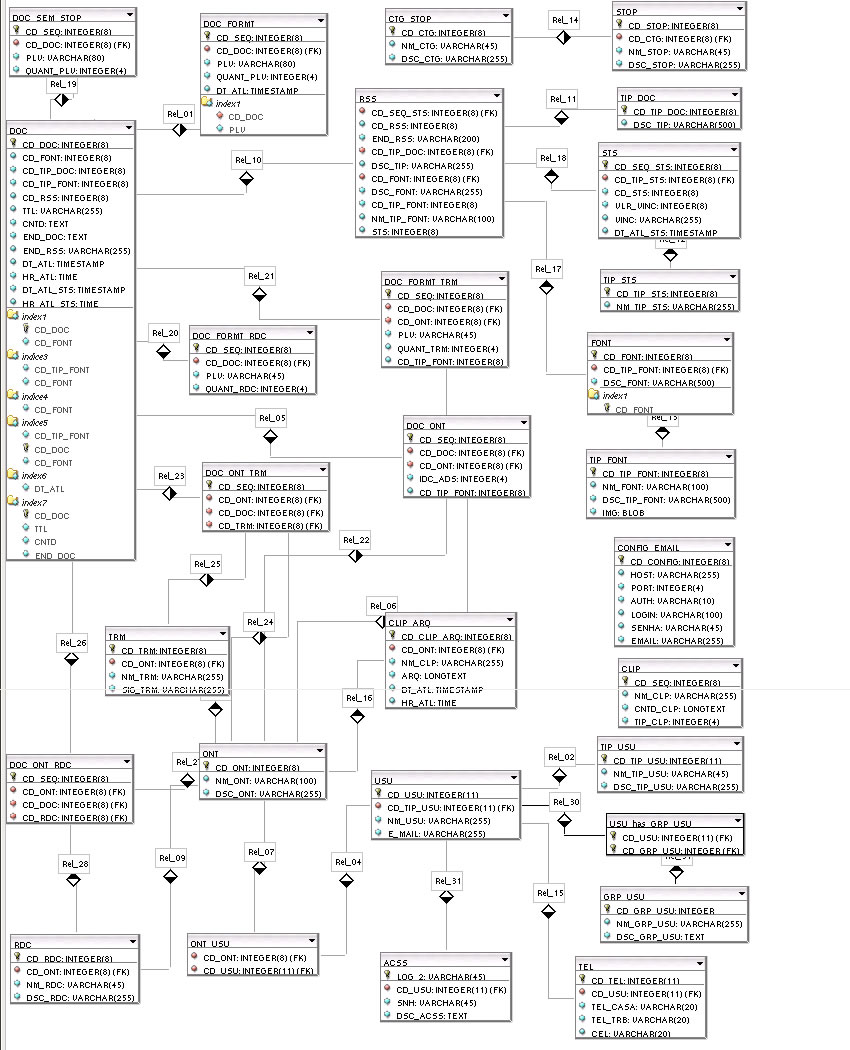 DOC_SEM_STOP
CD_SEQ: INTEGER(8)
CD_DOC: INTEGER(8) (FK)
PLV: VARCHAR(80)
QUANT_PLV: INTEGER(4)
Rel_19
DOC_FORMT
CD_SEQ: INTEGER(8)
CD_DOC: INTEGER(8) (FK)
PLV: VARCHAR(80)
QUANT_PLV: INTEGER(4)
DT_ATL: TIMESTAMP
index1
CD_DOC
PLV
Rel_01
CTG_STOP
CD_CTG: INTEGER(8)
NM_CTG: VARCHAR(45)
DSC_CTG: VARCHAR(255)
Rel_14
STOP
CD_STOP: INTEGER(8)
CD_CTG: INTEGER(8) (FK)
NM_STOP: VARCHAR(45)
DSC_STOP: VARCHAR(255)
DOC
CD_DOC: INTEGER(8)
CD_FONT: INTEGER(8)
CD_TIP_DOC: INTEGER(8)
CD_TIP_FONT: INTEGER(8)
CD_RSS: INTEGER(8)
TTL: VARCHAR(255)
CNTD: TEXT
END_DOC: TEXT
END_RSS: VARCHAR(255)
DT_ATL: TIMESTAMP
HR_ATL: TIME
DT_ATL_STS: TIMESTAMP
HR_ATL_STS: TIME
index1
CD_DOC
CD_FONT
indice3
CD_TIP_FONT
CD_FONT
indice4
CD_FONT
indice5
CD_TIP_FONT
CD_DOC
CD_FONT
index6
DT_ATL
index7
CD_DOC
TTL
CNTD
END_DOC
Rel_10
RSS
CD_SEQ_STS: INTEGER(8) (FK)
CD_RSS: INTEGER(8)
END_RSS: VARCHAR(200)
CD_TIP_DOC: INTEGER(8) (FK)
DSC_TIP: VARCHAR(255)
CD_FONT: INTEGER(8) (FK)
DSC_FONT: VARCHAR(255)
CD_TIP_FONT: INTEGER(8)
NM_TIP_FONT: VARCHAR(100)
STS: INTEGER(8)
Rel_11
TIP_DOC
CD_TIP_DOC: INTEGER(8)
DSC_TIP: VARCHAR(500)
Rel_18
STS
CD_SEQ_STS: INTEGER(8)
CD_TIP_STS: INTEGER(8) (FK)
CD_STS: INTEGER(8)
VLR_VINC: INTEGER(8)
VINC: VARCHAR(255)
DT_ATL_STS: TIMESTAMP
Rel_12
TIP_STS
CD_TIP_STS: INTEGER(8)
NM_TIP_STS: VARCHAR(255)
Rel_17
Rel_21
DOC_FORMT_TRM
CD_SEQ: INTEGER(8)
CD_DOC: INTEGER(8) (FK)
CD_ONT: INTEGER(8) (FK)
PLV: VARCHAR(45)
QUANT_TRM: INTEGER(4)
CD_TIP_FONT: INTEGER(8)
Rel_20
DOC_FORMT_RDC
CD_SEQ: INTEGER(8)
CD_DOC: INTEGER(8) (FK)
PLV: VARCHAR(45)
QUANT_RDC: INTEGER(4)
FONT
CD_FONT: INTEGER(8)
CD_TIP_FONT: INTEGER(8) (FK)
DSC_FONT: VARCHAR(500)
index1
CD_FONT
Rel_05
DOC_ONT
CD_SEQ: INTEGER(8)
CD_DOC: INTEGER(8) (FK)
CD_ONT: INTEGER(8) (FK)
IDC_ADS: INTEGER(4)
CD_TIP_FONT: INTEGER(8)
TIP_FONT
CD_TIP_FONT: INTEGER(8)
NM_FONT: VARCHAR(100)
DSC_TIP_FONT: VARCHAR(500)
IMG: BLOB
Rel_23
DOC_ONT_TRM
CD_SEQ: INTEGER(8)
CD_ONT: INTEGER(8) (FK)
CD_DOC: INTEGER(8) (FK)
CD_TRM: INTEGER(8) (FK)
Rel_22
Rel_25
CONFIG_EMAIL
CD_CONFIG: INTEGER(8)
HOST: VARCHAR(255)
PORT: INTEGER(4)
AUTH: VARCHAR(10)
LOGIN: VARCHAR(100)
SENHA: VARCHAR(45)
EMAIL: VARCHAR(255)
Rel_26
TRM
CD_TRM: INTEGER(8)
CD_ONT: INTEGER(8) (FK)
NM_TRM: VARCHAR(255)
SIG_TRM: VARCHAR(255)
Rel_24
Rel_06
CLIP_ARQ
CD_CLIP_ARQ: INTEGER(8)
CD_ONT: INTEGER(8) (FK)
NM_CLP: VARCHAR(255)
ARQ: LONGTEXT
DT_ATL: TIMESTAMP
HR_ATL: TIME
Rel_16
CLIP
CD_SEQ: INTEGER(8)
NM_CLP: VARCHAR(255)
CNTD_CLP: LONGTEXT
TIP_CLP: INTEGER(4)
DOC_ONT_RDC
CD_SEQ: INTEGER(8)
CD_ONT: INTEGER(8) (FK)
CD_DOC: INTEGER(8) (FK)
CD_RDC: INTEGER(8) (FK)
ONT
CD_ONT: INTEGER(8)
NM_ONT: VARCHAR(100)
DSC_ONT: VARCHAR(255)
USU
CD_USU: INTEGER(11)
CD_TIP_USU: INTEGER(11) (FK)
NM_USU: VARCHAR(255)
E_MAIL: VARCHAR(255)
Rel_02
TIP_USU
CD_TIP_USU: INTEGER(11)
NM_TIP_USU: VARCHAR(45)
DSC_TIP_USU: VARCHAR(255)
Rel_30
USU_has_GRP_USU
CD_USU: INTEGER(11) (FK)
CD_GRP_USU: INTEGER (FK)
Rel_28
Rel_09
Rel_07
Rel_04
Rel_31
Rel_15
GRP_USU
CD_GRP_USU: INTEGER
NM_GRP_USU: VARCHAR(255)
DSC_GRP_USU: TEXT
RDC
CD_RDC: INTEGER(8)
CD_ONT: INTEGER(8) (FK)
NM_RDC: VARCHAR(45)
DSC_RDC: VARCHAR(255)
ONT_USU
CD_ONT: INTEGER(8) (FK)
CD_USU: INTEGER(11) (FK)
ACSS
LOG_2: VARCHAR(45)
CD_USU: INTEGER(11) (FK)
SNH: VARCHAR(45)
DSC_ACSS: TEXT
TEL
CD_TEL: INTEGER(11)
CD_USU: INTEGER(11) (FK)
TEL_CASA: VARCHAR(20)
TEL_TRB: VARCHAR(20)
CEL: VARCHAR(20)